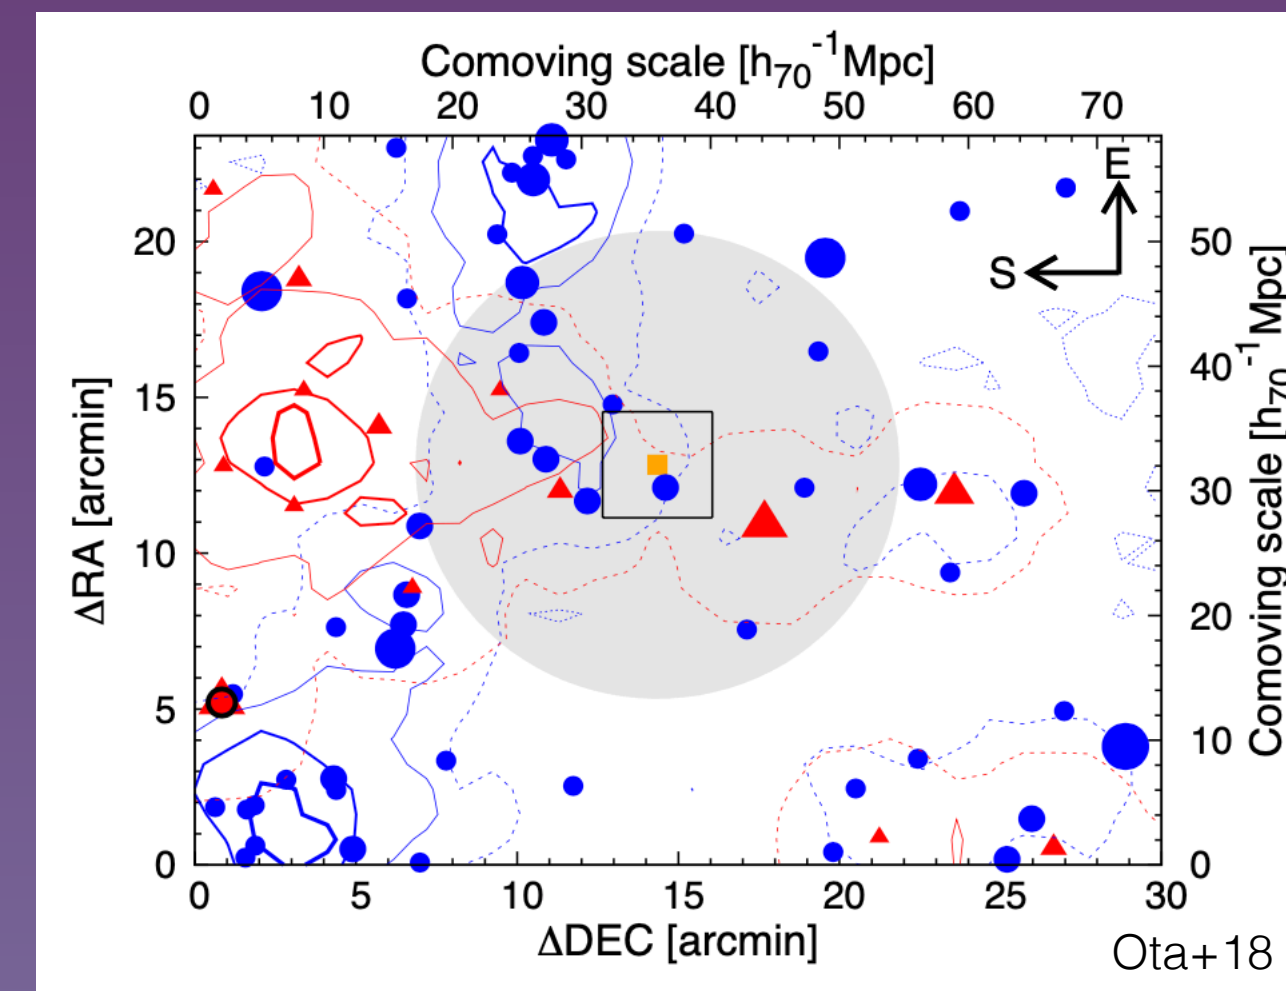 Comoving scale [h₇₀⁻¹Mpc]
0 10 20 30 40 50 60 70
E
S
20
15
10
5
0
ΔRA [arcmin]
50
40
30
20
10
0
Comoving scale [h₇₀⁻¹ Mpc]
0 5 10 15 20 25 30
ΔDEC [arcmin]
Ota+18